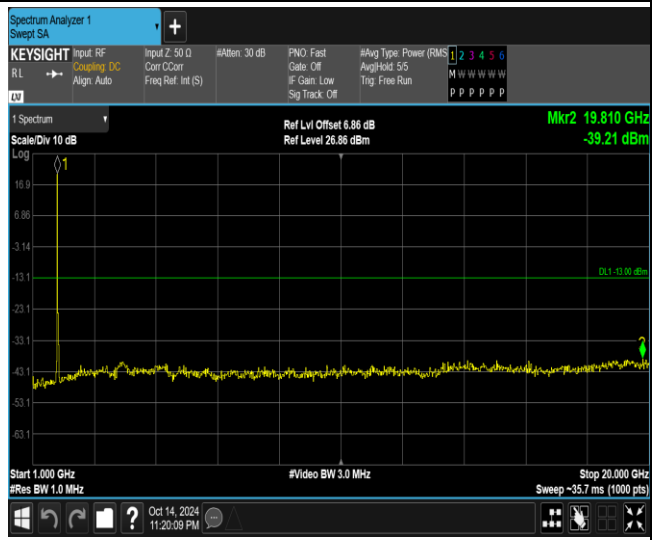 Spectrum Analyzer 1
Swept SA
+
KEYSIGHT Input: RF Input Z: 50 Ω #Atten: 30 dB PNO: Fast #Avg Type: Power (RMS 1 2 3 4 5 6
RL Coupling: DC Corr CCorr Gate: Off Avg|Hold: 5/5 M W W W W W
Align: Auto Freq Ref: Int (S) IF Gain: Low Trig: Free Run
Sig Track: Off P P P P P P
LXI
1 Spectrum
Scale/Div 10 dB
Ref Lvl Offset 6.86 dB
Ref Level 26.86 dBm
Mkr2 19.810 GHz
-39.21 dBm
Log
1
16.9
6.86
-3.14
-13.1
DL1 -13.00 dBm
-23.1
-33.1
2
-43.1
-53.1
-63.1
Start 1.000 GHz #Video BW 3.0 MHz Stop 20.000 GHz
#Res BW 1.0 MHz Sweep ~35.7 ms (1000 pts)
? Oct 14, 2024
11:20:09 PM